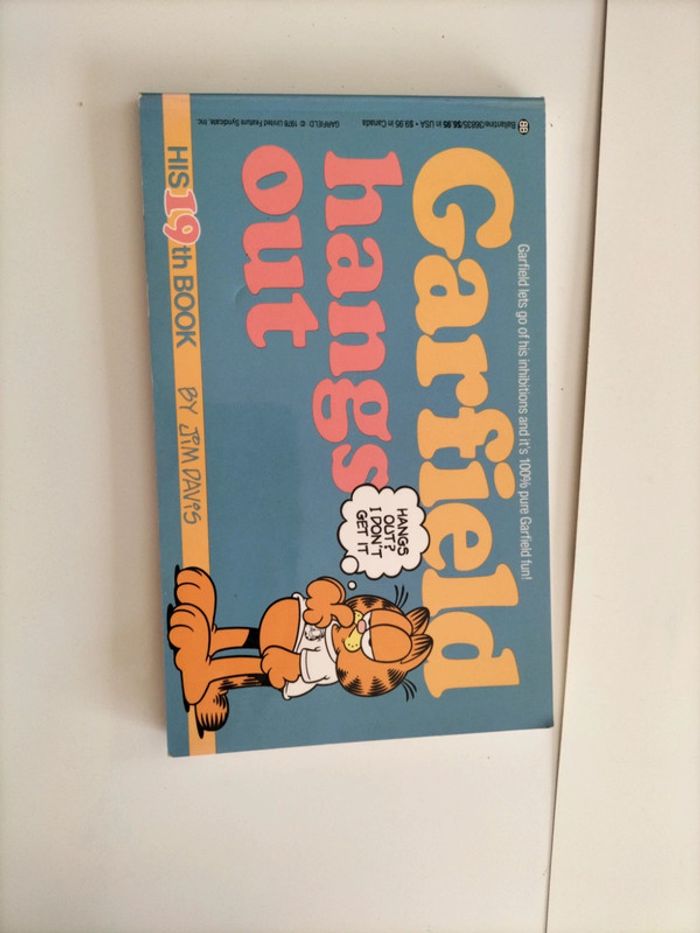 Garfield lets go of his inhibitions and it's 100% pure Garfield fun!
Garfield
hangs
out
HANGS
OUT?
I DON'T
GET IT
HIS 19th BOOK
BY JIM DAVIS
BB
Ballantine/36835/$6.95 in USA • $9.95 in Canada
GARFIELD: © 1978 United Feature Syndicate, Inc.